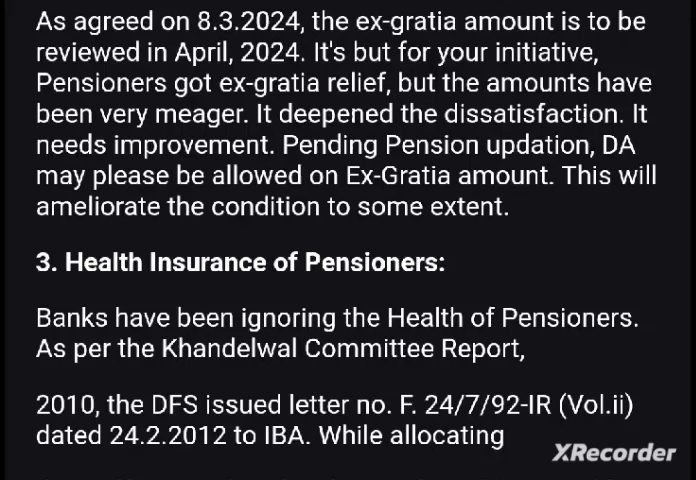 As agreed on 8.3.2024, the ex-gratia amount is to be
reviewed in April, 2024. It's but for your initiative,
Pensioners got ex-gratia relief, but the amounts have
been very meager. It deepened the dissatisfaction. It
needs improvement. Pending Pension updation, DA
may please be allowed on Ex-Gratia amount. This will
ameliorate the condition to some extent.
3. Health Insurance of Pensioners:
Banks have been ignoring the Health of Pensioners.
As per the Khandelwal Committee Report,
2010, the DFS issued letter no. F. 24/7/92-IR (Vol.ii)
dated 24.2.2012 to IBA. While allocating
XRecorder